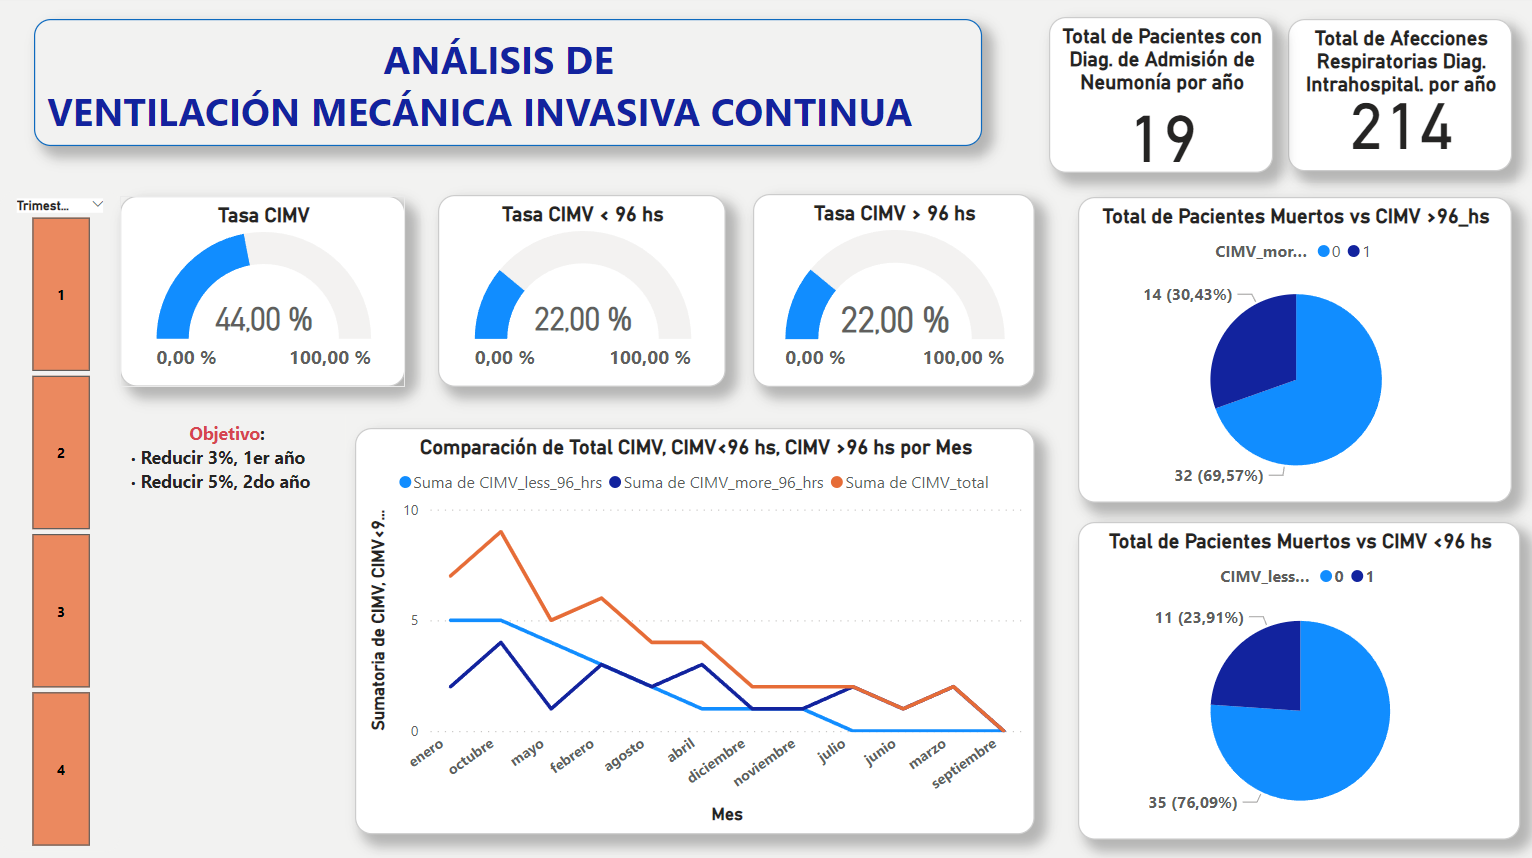 ANÁLISIS DE
VENTILACIÓN MECÁNICA INVASIVA CONTINUA
Total de Pacientes con
Diag. de Admisión de
Neumonía por año
19
Total de Afecciones
Respiratorias Diag.
Intrahospital. por año
214
Trimest...
1
2
3
4
Tasa CIMV
44,00 %
0,00 %
100,00 %
Tasa CIMV < 96 hs
22,00 %
0,00 %
100,00 %
Tasa CIMV > 96 hs
22,00 %
0,00 %
100,00 %
Objetivo:
· Reducir 3%, 1er año
· Reducir 5%, 2do año
Comparación de Total CIMV, CIMV<96 hs, CIMV >96 hs por Mes
Suma de CIMV_less_96_hrs Suma de CIMV_more_96_hrs Suma de CIMV_total
Sumatoria de CIMV, CIMV<9...
10
5
0
enero
octubre
mayo
febrero
agosto
abril
diciembre
noviembre
julio
junio
marzo
septiembre
Mes
Total de Pacientes Muertos vs CIMV >96_hs
CIMV_mor... 0 1
14 (30,43%)
32 (69,57%)
Total de Pacientes Muertos vs CIMV <96 hs
CIMV_less... 0 1
11 (23,91%)
35 (76,09%)